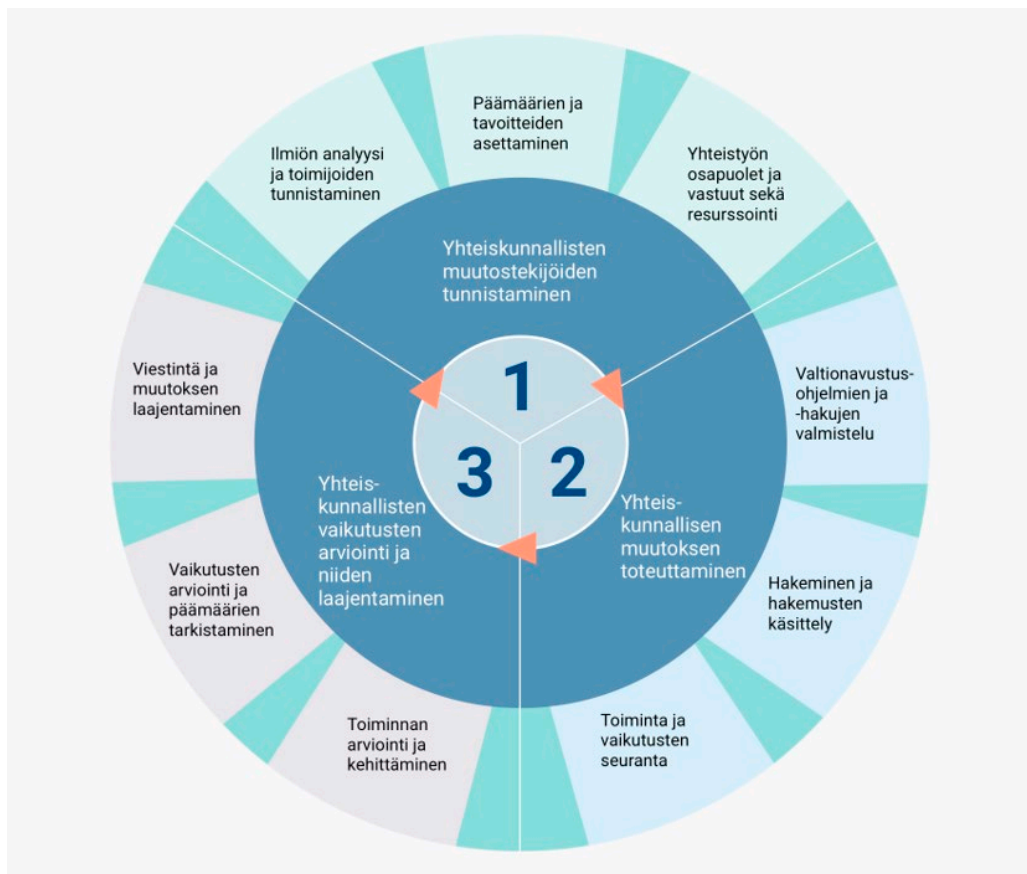 Päämäärien ja
tavoitteiden
asettaminen
Ilmiön analyysi
ja toimijoiden
tunnistaminen
Yhteistyön
osapuolet ja
vastuut sekä
resurssointi
Yhteiskunnallisten
muutostekijöiden
tunnistaminen
1
Viestintä ja
muutoksen
laajentaminen
Valtionavustus-
ohjelmien ja
-hakujen
valmistelu
3
2
Yhteis-
kunnallisten
vaikutusten
arviointi ja
niiden
laajentaminen
Yhteis-
kunnallisen
muutoksen
toteuttaminen
Vaikutusten
arviointi ja
päämäärien
tarkistaminen
Hakeminen ja
hakemusten
käsittely
Toiminnan
arviointi ja
kehittäminen
Toiminta ja
vaikutusten
seuranta